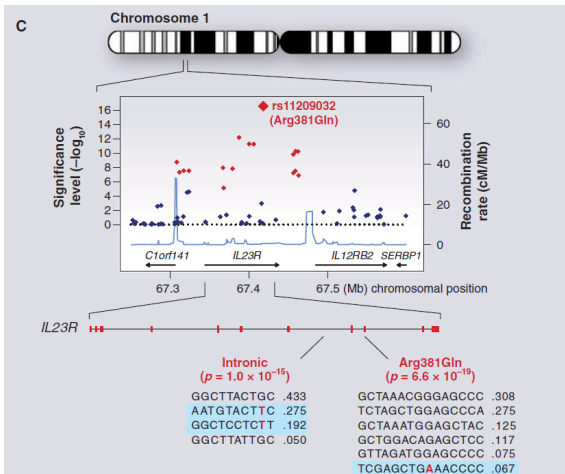 C
Chromosome 1
rs11209032
(Arg381Gln)
Significance
level (−log10)
16
14
12
10
8
6
4
2
0
60
40
20
0
Recombination
rate (cM/Mb)
C1orf141 IL23R IL12RB2 SERBP1
67.3 67.4 67.5 (Mb) chromosomal position
IL23R
Intronic
(p = 1.0 × 10−15)
GGCTTACTGC .433
AATGTACTTC .275
GGCTCCTCTT .192
GGCTTATTGC .050
Arg381Gln
(p = 6.6 × 10−19)
GCTAAACGGGAGCCC .308
TCTAGCTGGAGCCCA .275
GTAAATGGGAGCTAC .125
GCTGGACAGAGCTCC .117
GTTAGATGGAGCCCC .075
TCGAGCTGAAACCCC .067